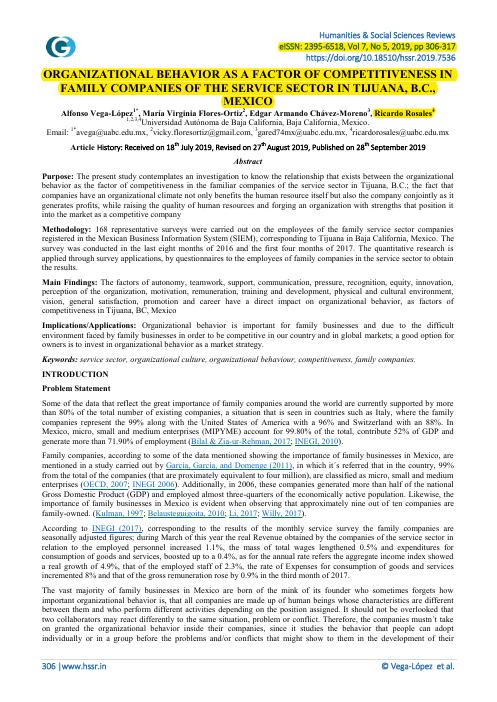 Humanities & Social Sciences Reviews
eISSN: 2395-6518, Vol 7, No 5, 2019, pp 306-317
https://doi.org/10.18510/hssr.2019.7536
ORGANIZATIONAL BEHAVIOR AS A FACTOR OF COMPETITIVENESS IN
FAMILY COMPANIES OF THE SERVICE SECTOR IN TIJUANA, B.C.,
MEXICO
Alfonso Vega-López1*, María Virginia Flores-Ortiz2, Edgar Armando Chávez-Moreno3, Ricardo Rosales4
1,2,3,4Universidad Autónoma de Baja California, Baja California, Mexico.
Email: 1*avega@uabc.edu.mx, 2vicky.floresortiz@gmail.com, 3gared74mx@uabc.edu.mx, 4ricardorosales@uabc.edu.mx
Article History: Received on 18th July 2019, Revised on 27th August 2019, Published on 28th September 2019
Abstract
Purpose: The present study contemplates an investigation to know the relationship that exists between the organizational
behavior as the factor of competitiveness in the familiar companies of the service sector in Tijuana, B.C.; the fact that
companies have an organizational climate not only benefits the human resource itself but also the company conjointly as it
generates profits, while raising the quality of human resources and forging an organization with strengths that position it
into the market as a competitive company
Methodology: 168 representative surveys were carried out on the employees of the family service sector companies
registered in the Mexican Business Information System (SIEM), corresponding to Tijuana in Baja California, Mexico. The
survey was conducted in the last eight months of 2016 and the first four months of 2017. The quantitative research is
applied through survey applications, by questionnaires to the employees of family companies in the service sector to obtain
the results.
Main Findings: The factors of autonomy, teamwork, support, communication, pressure, recognition, equity, innovation,
perception of the organization, motivation, remuneration, training and development, physical and cultural environment,
vision, general satisfaction, promotion and career have a direct impact on organizational behavior, as factors of
competitiveness in Tijuana, BC, Mexico
Implications/Applications: Organizational behavior is important for family businesses and due to the difficult
environment faced by family businesses in order to be competitive in our country and in global markets; a good option for
owners is to invest in organizational behavior as a market strategy.
Keywords: service sector, organizational culture, organizational behaviour, competitiveness, family companies.
INTRODUCTION
Problem Statement
Some of the data that reflect the great importance of family companies around the world are currently supported by more
than 80% of the total number of existing companies, a situation that is seen in countries such as Italy, where the family
companies represent the 99% along with the United States of America with a 96% and Switzerland with an 88%. In
Mexico, micro, small and medium enterprises (MIPYME) account for 99.80% of the total, contribute 52% of GDP and
generate more than 71.90% of employment (Bilal & Zia-ur-Rehman, 2017; INEGI, 2010).
Family companies, according to some of the data mentioned showing the importance of family businesses in Mexico, are
mentioned in a study carried out by García, García, and Domenge (2011), in which it´s referred that in the country, 99%
from the total of the companies (that are proximately equivalent to four million), are classified as micro, small and medium
enterprises (OECD, 2007; INEGI 2006). Additionally, in 2006, these companies generated more than half of the national
Gross Domestic Product (GDP) and employed almost three-quarters of the economically active population. Likewise, the
importance of family businesses in Mexico is evident when observing that approximately nine out of ten companies are
family-owned. (Kulman, 1997; Belausteguigoita, 2010; Li, 2017; Willy, 2017).
According to INEGI (2017), corresponding to the results of the monthly service survey the family companies are
seasonally adjusted figures; during March of this year the real Revenue obtained by the companies of the service sector in
relation to the employed personnel increased 1.1%, the mass of total wages lengthened 0.5% and expenditures for
consumption of goods and services, boosted up to a 0.4%, as for the annual rate refers the aggregate income index showed
a real growth of 4.9%, that of the employed staff of 2.3%, the rate of Expenses for consumption of goods and services
incremented 8% and that of the gross remuneration rose by 0.9% in the third month of 2017.
The vast majority of family businesses in Mexico are born of the mink of its founder who sometimes forgets how
important organizational behavior is, that all companies are made up of human beings whose characteristics are different
between them and who perform different activities depending on the position assigned. It should not be overlooked that
two collaborators may react differently to the same situation, problem or conflict. Therefore, the companies mustn´t take
on granted the organizational behavior inside their companies, since it studies the behavior that people can adopt
individually or in a group before the problems and/or conflicts that might show to them in the development of their
306 |www.hssr.in
© Vega-López et al.